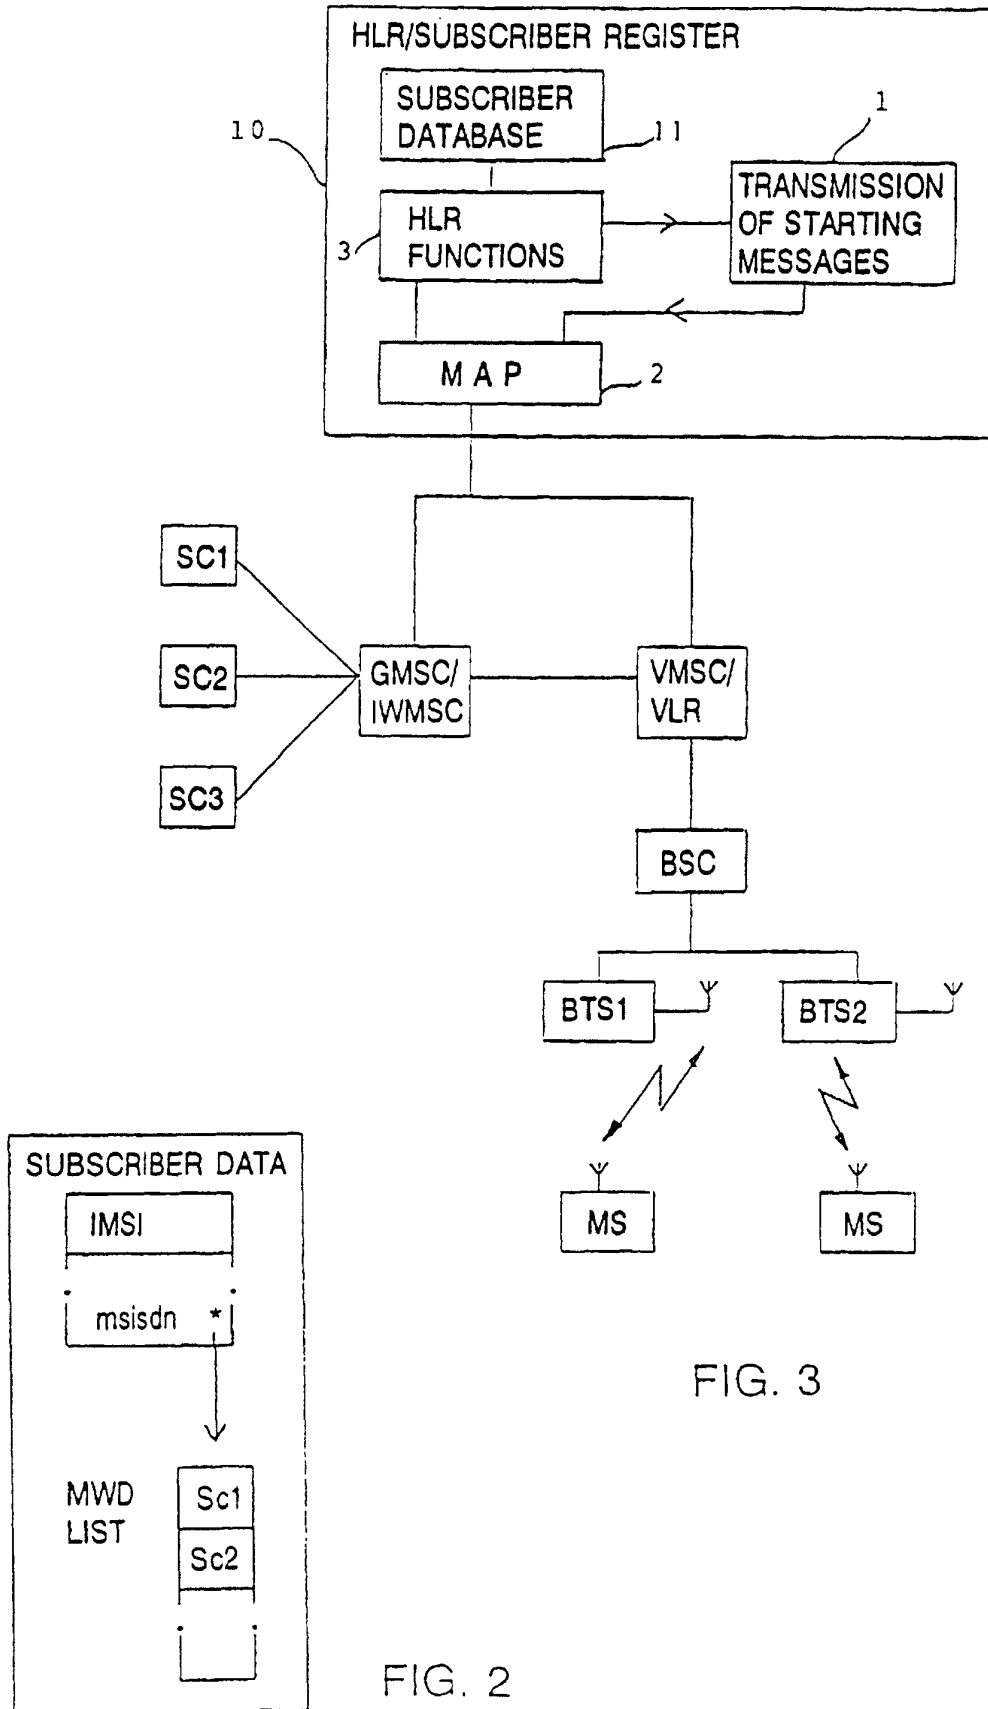 HLR/SUBSCRIBER REGISTER
SUBSCRIBER
DATABASE
11
1
10
TRANSMISSION
OF STARTING
MESSAGES
HLR
FUNCTIONS
3
MAP
2
SC1
SC2
SC3
GMSC/
IWMSC
VMSC/
VLR
BSC
BTS1
BTS2
MS
MS
FIG. 3
SUBSCRIBER DATA
IMSI
msisdn *
MWD
LIST
Sc1
Sc2
FIG. 2